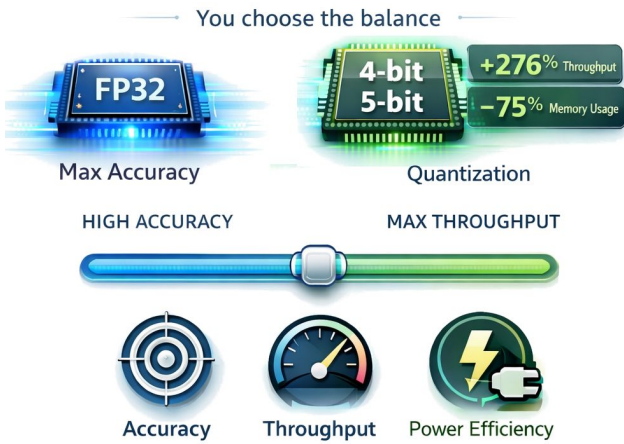 You choose the balance
FP32
4-bit
5-bit
+276% Throughput
−75% Memory Usage
Max Accuracy
Quantization
HIGH ACCURACY
MAX THROUGHPUT
Accuracy
Throughput
Power Efficiency